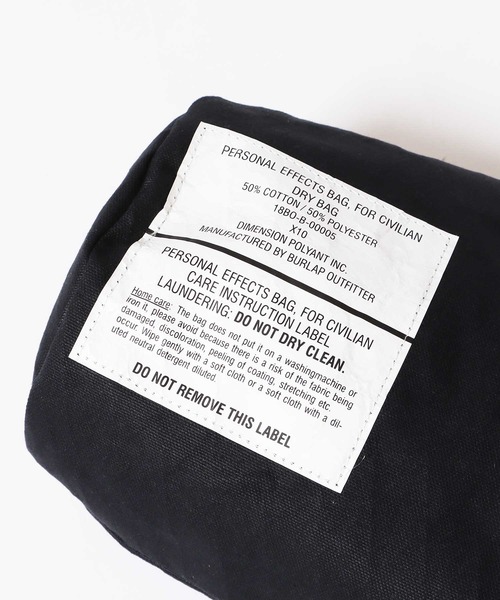 PERSONAL EFFECTS BAG, FOR CIVILIAN
DRY BAG
50% COTTON / 50% POLYESTER
18BO-B-00005
X10
DIMENSION POLYANT INC.
MANUFACTURED BY BURLAP OUTFITTER
PERSONAL EFFECTS BAG, FOR CIVILIAN
CARE INSTRUCTION LABEL
LAUNDERING: DO NOT DRY CLEAN.
Home care: The bag does not put it on a washingmachine or
iron it, please avoid because there is a risk of the fabric being
damaged, discoloration, peeling of coating, stretching etc.
occur. Wipe gently with a soft cloth or a soft cloth with a dil-
uted neutral detergent diluted.
DO NOT REMOVE THIS LABEL